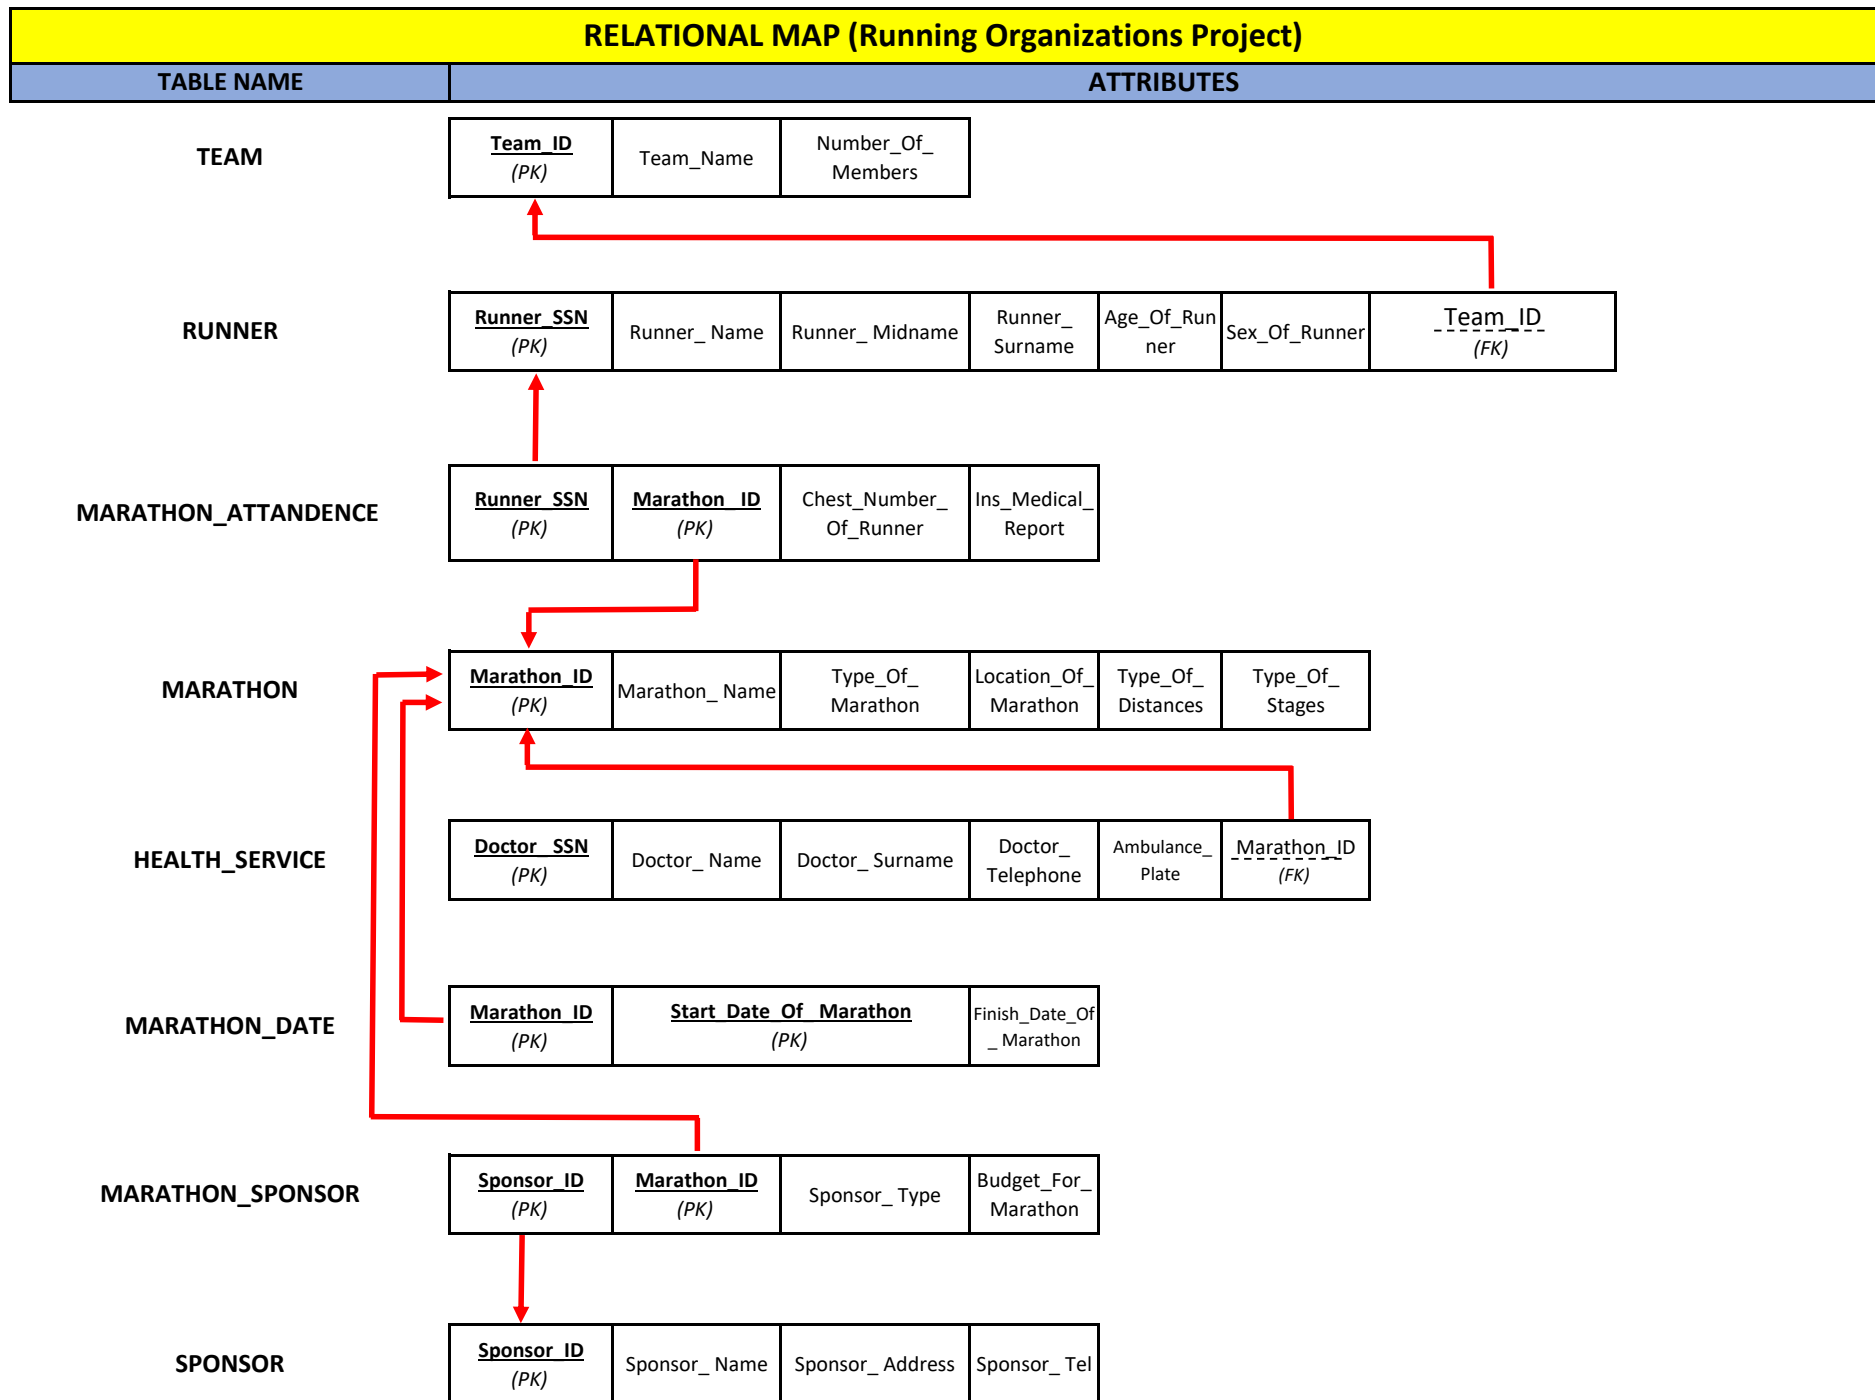 RELATIONAL MAP (Running Organizations Project)
TABLE NAME ATTRIBUTES
TEAM
Team_ID
(PK)
Team_Name
Number_Of_
Members
RUNNER
Runner_SSN
(PK)
Runner_ Name
Runner_ Midname
Runner_
Surname
Age_Of_Run
ner
Sex_Of_Runner
Team_ID
(FK)
MARATHON_ATTANDENCE
Runner_SSN
(PK)
Marathon_ID
(PK)
Chest_Number_
Of_Runner
Ins_Medical_
Report
MARATHON
Marathon_ID
(PK)
Marathon_ Name
Type_Of_
Marathon
Location_Of_
Marathon
Type_Of_
Distances
Type_Of_
Stages
HEALTH_SERVICE
Doctor_SSN
(PK)
Doctor_ Name
Doctor_ Surname
Doctor_
Telephone
Ambulance_
Plate
Marathon_ID
(FK)
MARATHON_DATE
Marathon_ID
(PK)
Start_Date_Of_ Marathon
(PK)
Finish_Date_Of
_ Marathon
MARATHON_SPONSOR
Sponsor_ID
(PK)
Marathon_ID
(PK)
Sponsor_ Type
Budget_For_
Marathon
SPONSOR
Sponsor_ID
(PK)
Sponsor_ Name
Sponsor_ Address
Sponsor_ Tel